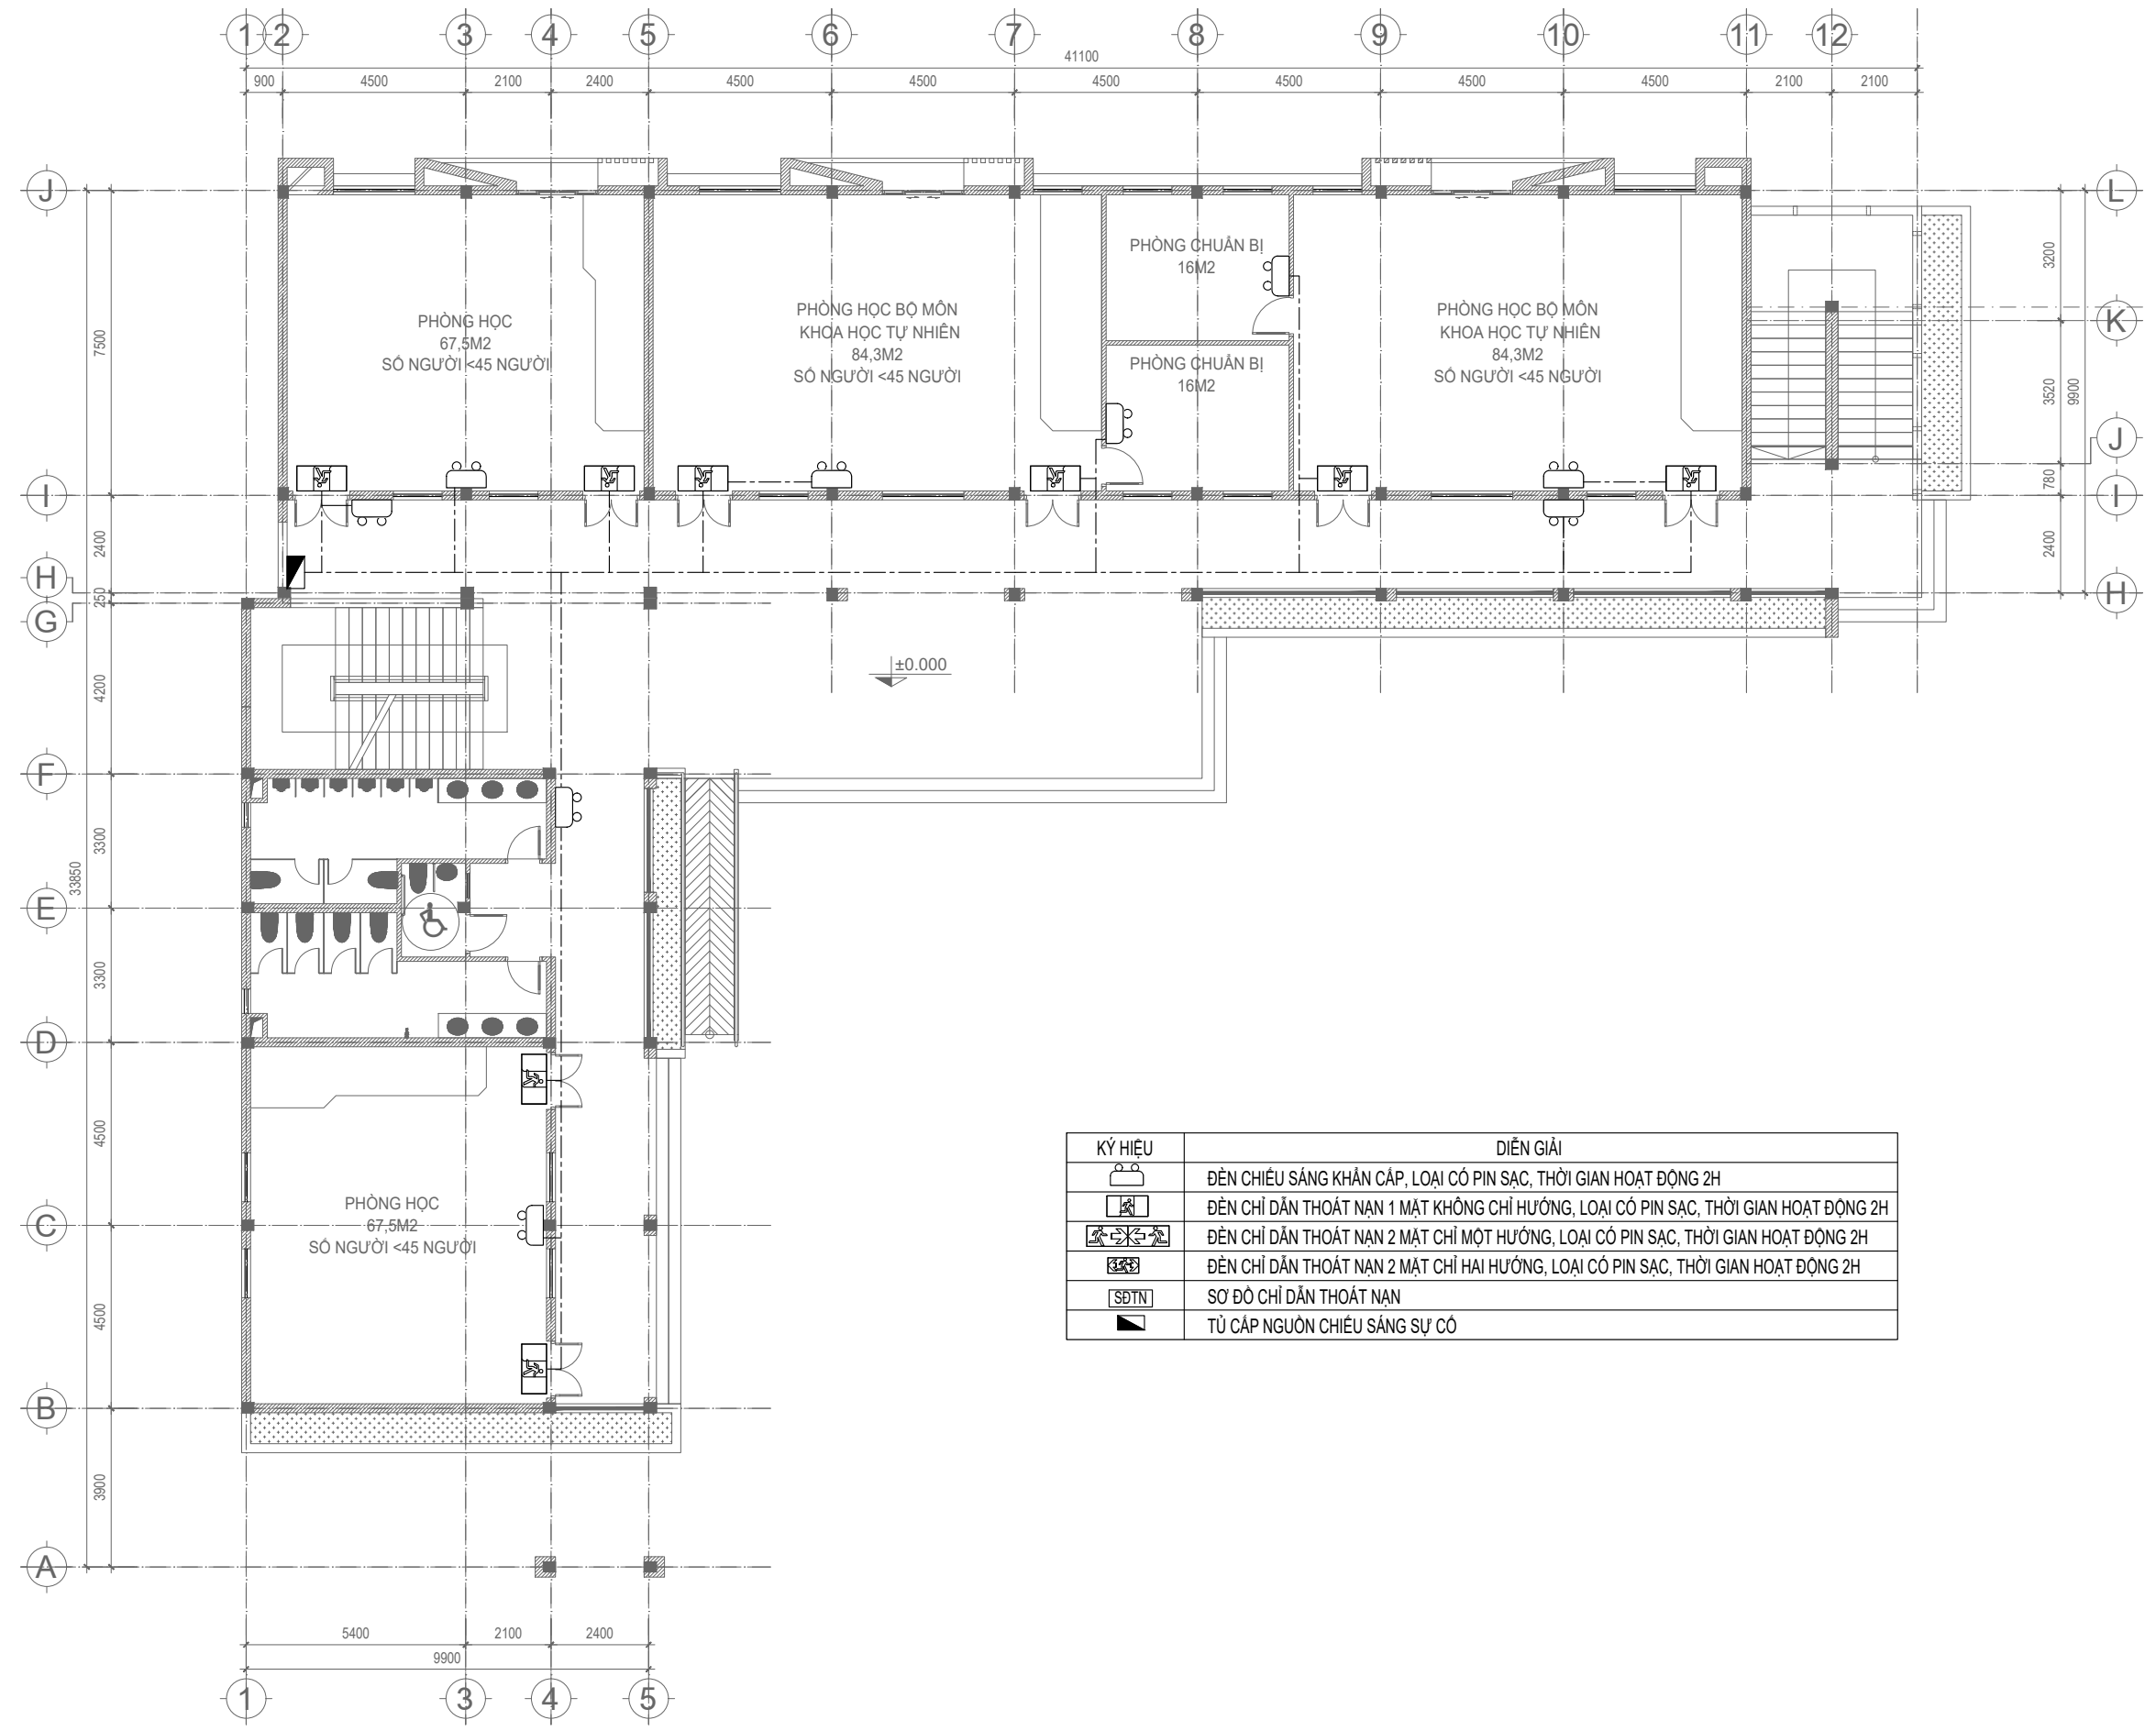 1 2 3 4 5 6 7 8 9 10 11 12
41100
900 4500 2100 2400 4500 4500 4500 4500 4500 4500 2100 2100
J
L
PHÒNG CHUẨN BỊ
16M2
3200
PHÒNG HỌC
67,5M2
SỐ NGƯỜI <45 NGƯỜI
PHÒNG HỌC BỘ MÔN
KHOA HỌC TỰ NHIÊN
84,3M2
SỐ NGƯỜI <45 NGƯỜI
PHÒNG HỌC BỘ MÔN
KHOA HỌC TỰ NHIÊN
84,3M2
SỐ NGƯỜI <45 NGƯỜI
K
7500
PHÒNG CHUẨN BỊ
16M2
3520
9900
J
780
I
I
2400
2400
H
H
250
G
±0.000
4200
F
3300
33850
E
3300
D
4500
PHÒNG HỌC
67,5M2
SỐ NGƯỜI <45 NGƯỜI
C
4500
B
3900
A
KÝ HIỆU DIỄN GIẢI
ĐÈN CHIẾU SÁNG KHẨN CẤP, LOẠI CÓ PIN SẠC, THỜI GIAN HOẠT ĐỘNG 2H
ĐÈN CHỈ DẪN THOÁT NẠN 1 MẶT KHÔNG CHỈ HƯỚNG, LOẠI CÓ PIN SẠC, THỜI GIAN HOẠT ĐỘNG 2H
ĐÈN CHỈ DẪN THOÁT NẠN 2 MẶT CHỈ MỘT HƯỚNG, LOẠI CÓ PIN SẠC, THỜI GIAN HOẠT ĐỘNG 2H
ĐÈN CHỈ DẪN THOÁT NẠN 2 MẶT CHỈ HAI HƯỚNG, LOẠI CÓ PIN SẠC, THỜI GIAN HOẠT ĐỘNG 2H
SĐTN SƠ ĐỒ CHỈ DẪN THOÁT NẠN
TỦ CẤP NGUỒN CHIẾU SÁNG SỰ CỐ
5400 2100 2400
9900
1 3 4 5